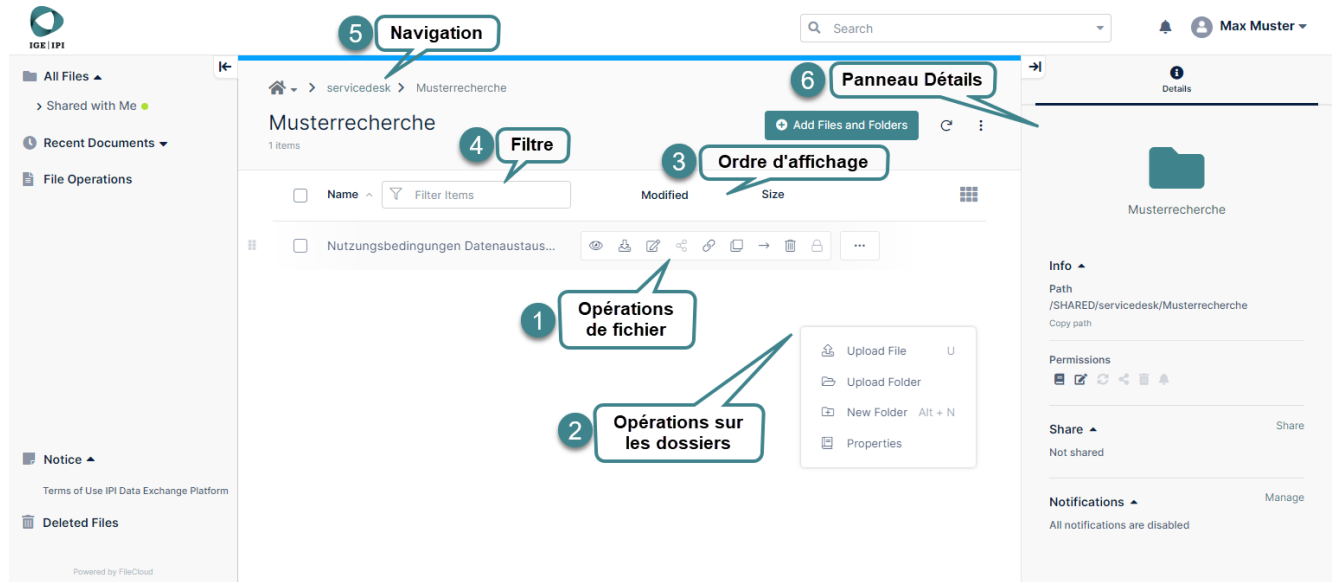 IGE|IPI
5 Navigation
Search
Max Muster
All Files
Shared with Me
Recent Documents
File Operations
Notice
Terms of Use IPI Data Exchange Platform
Deleted Files
Powered by FileCloud
servicedesk > Musterrecherche
Musterrecherche
1 items
6 Panneau Détails
Add Files and Folders
4 Filtre
3 Ordre d'affichage
Name
Filter Items
Modified
Size
Nutzungsbedingungen Datenaustaus...
1 Opérations
de fichier
2 Opérations sur
les dossiers
Upload File U
Upload Folder
New Folder Alt + N
Properties
Details
Musterrecherche
Info
Path
/SHARED/servicedesk/Musterrecherche
Copy path
Permissions
Share Share
Not shared
Notifications Manage
All notifications are disabled